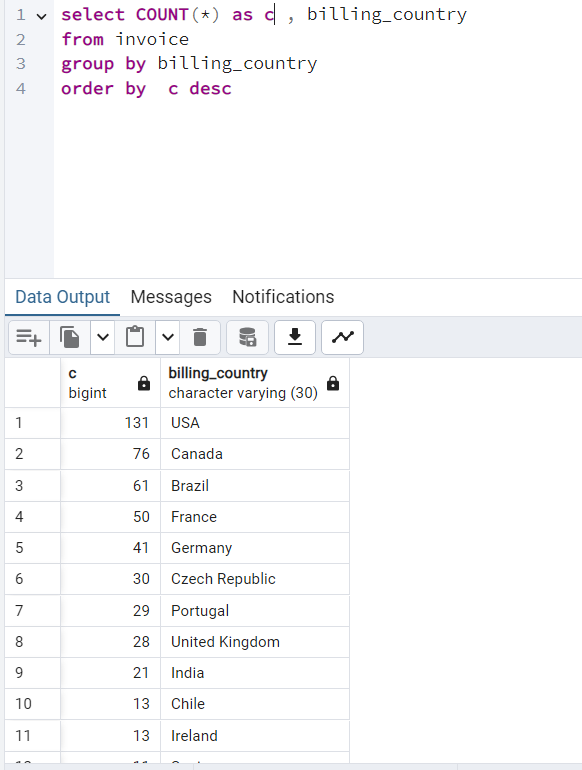 1 select COUNT(*) as c , billing_country
2 from invoice
3 group by billing_country
4 order by c desc
Data Output Messages Notifications
c billing_country
bigint character varying (30)
1 131 USA
2 76 Canada
3 61 Brazil
4 50 France
5 41 Germany
6 30 Czech Republic
7 29 Portugal
8 28 United Kingdom
9 21 India
10 13 Chile
11 13 Ireland